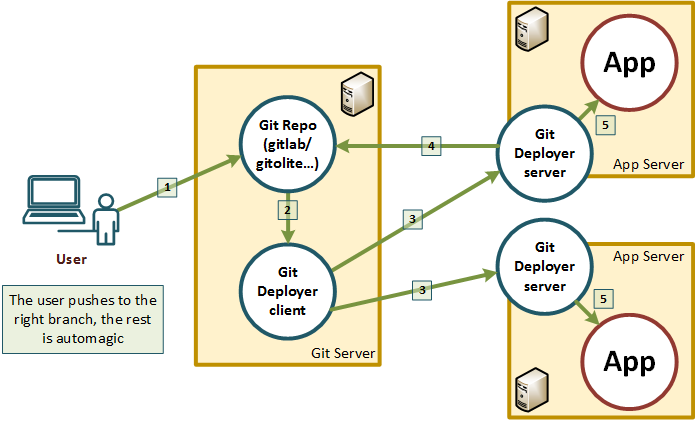 User
The user pushes to the
right branch, the rest
is automagic
1
Git Repo
(gitlab/
gitolite...)
2
Git
Deployer
client
Git Server
4
3
3
Git
Deployer
server
5
App
App Server
App Server
Git
Deployer
server
5
App